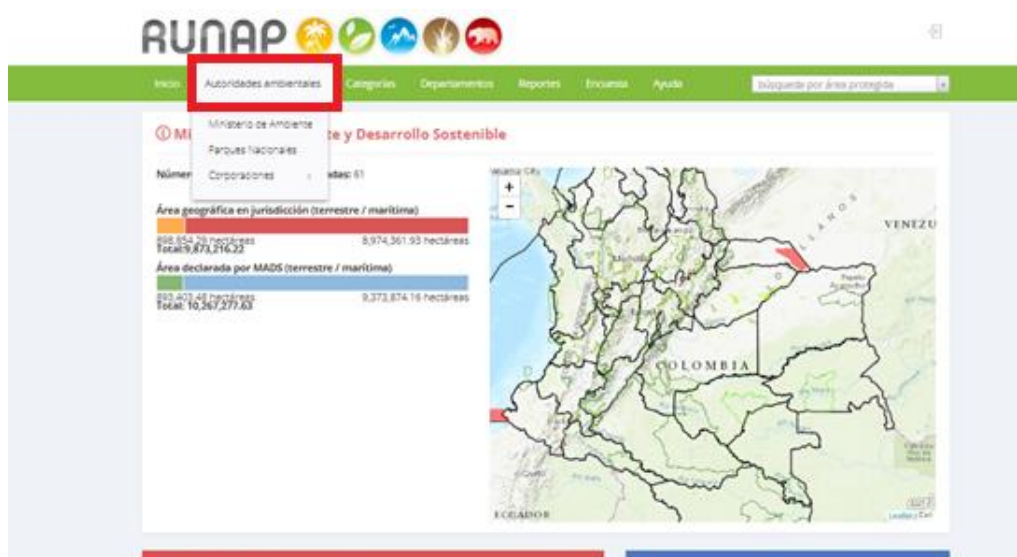 RUNAP
Inicio Autoridades ambientales Categorías Departamentos Reportes Encuesta Ayuda búsqueda por área protegida
Ministerio de Ambiente
Parques Nacionales
Corporaciones
Mi te y Desarrollo Sostenible
Númer das: 61
Área geográfica en jurisdicción (terrestre / marítima)
898,854.29 hectáreas 8,974,361.93 hectáreas
Total:9,873,216.22
Área declarada por MADS (terrestre / marítima)
893,403.48 hectáreas 9,373,874.16 hectáreas
Total: 10,267,277.63
+
-
LLANOS
VENEZU
COLOMBIA
ECUADOR